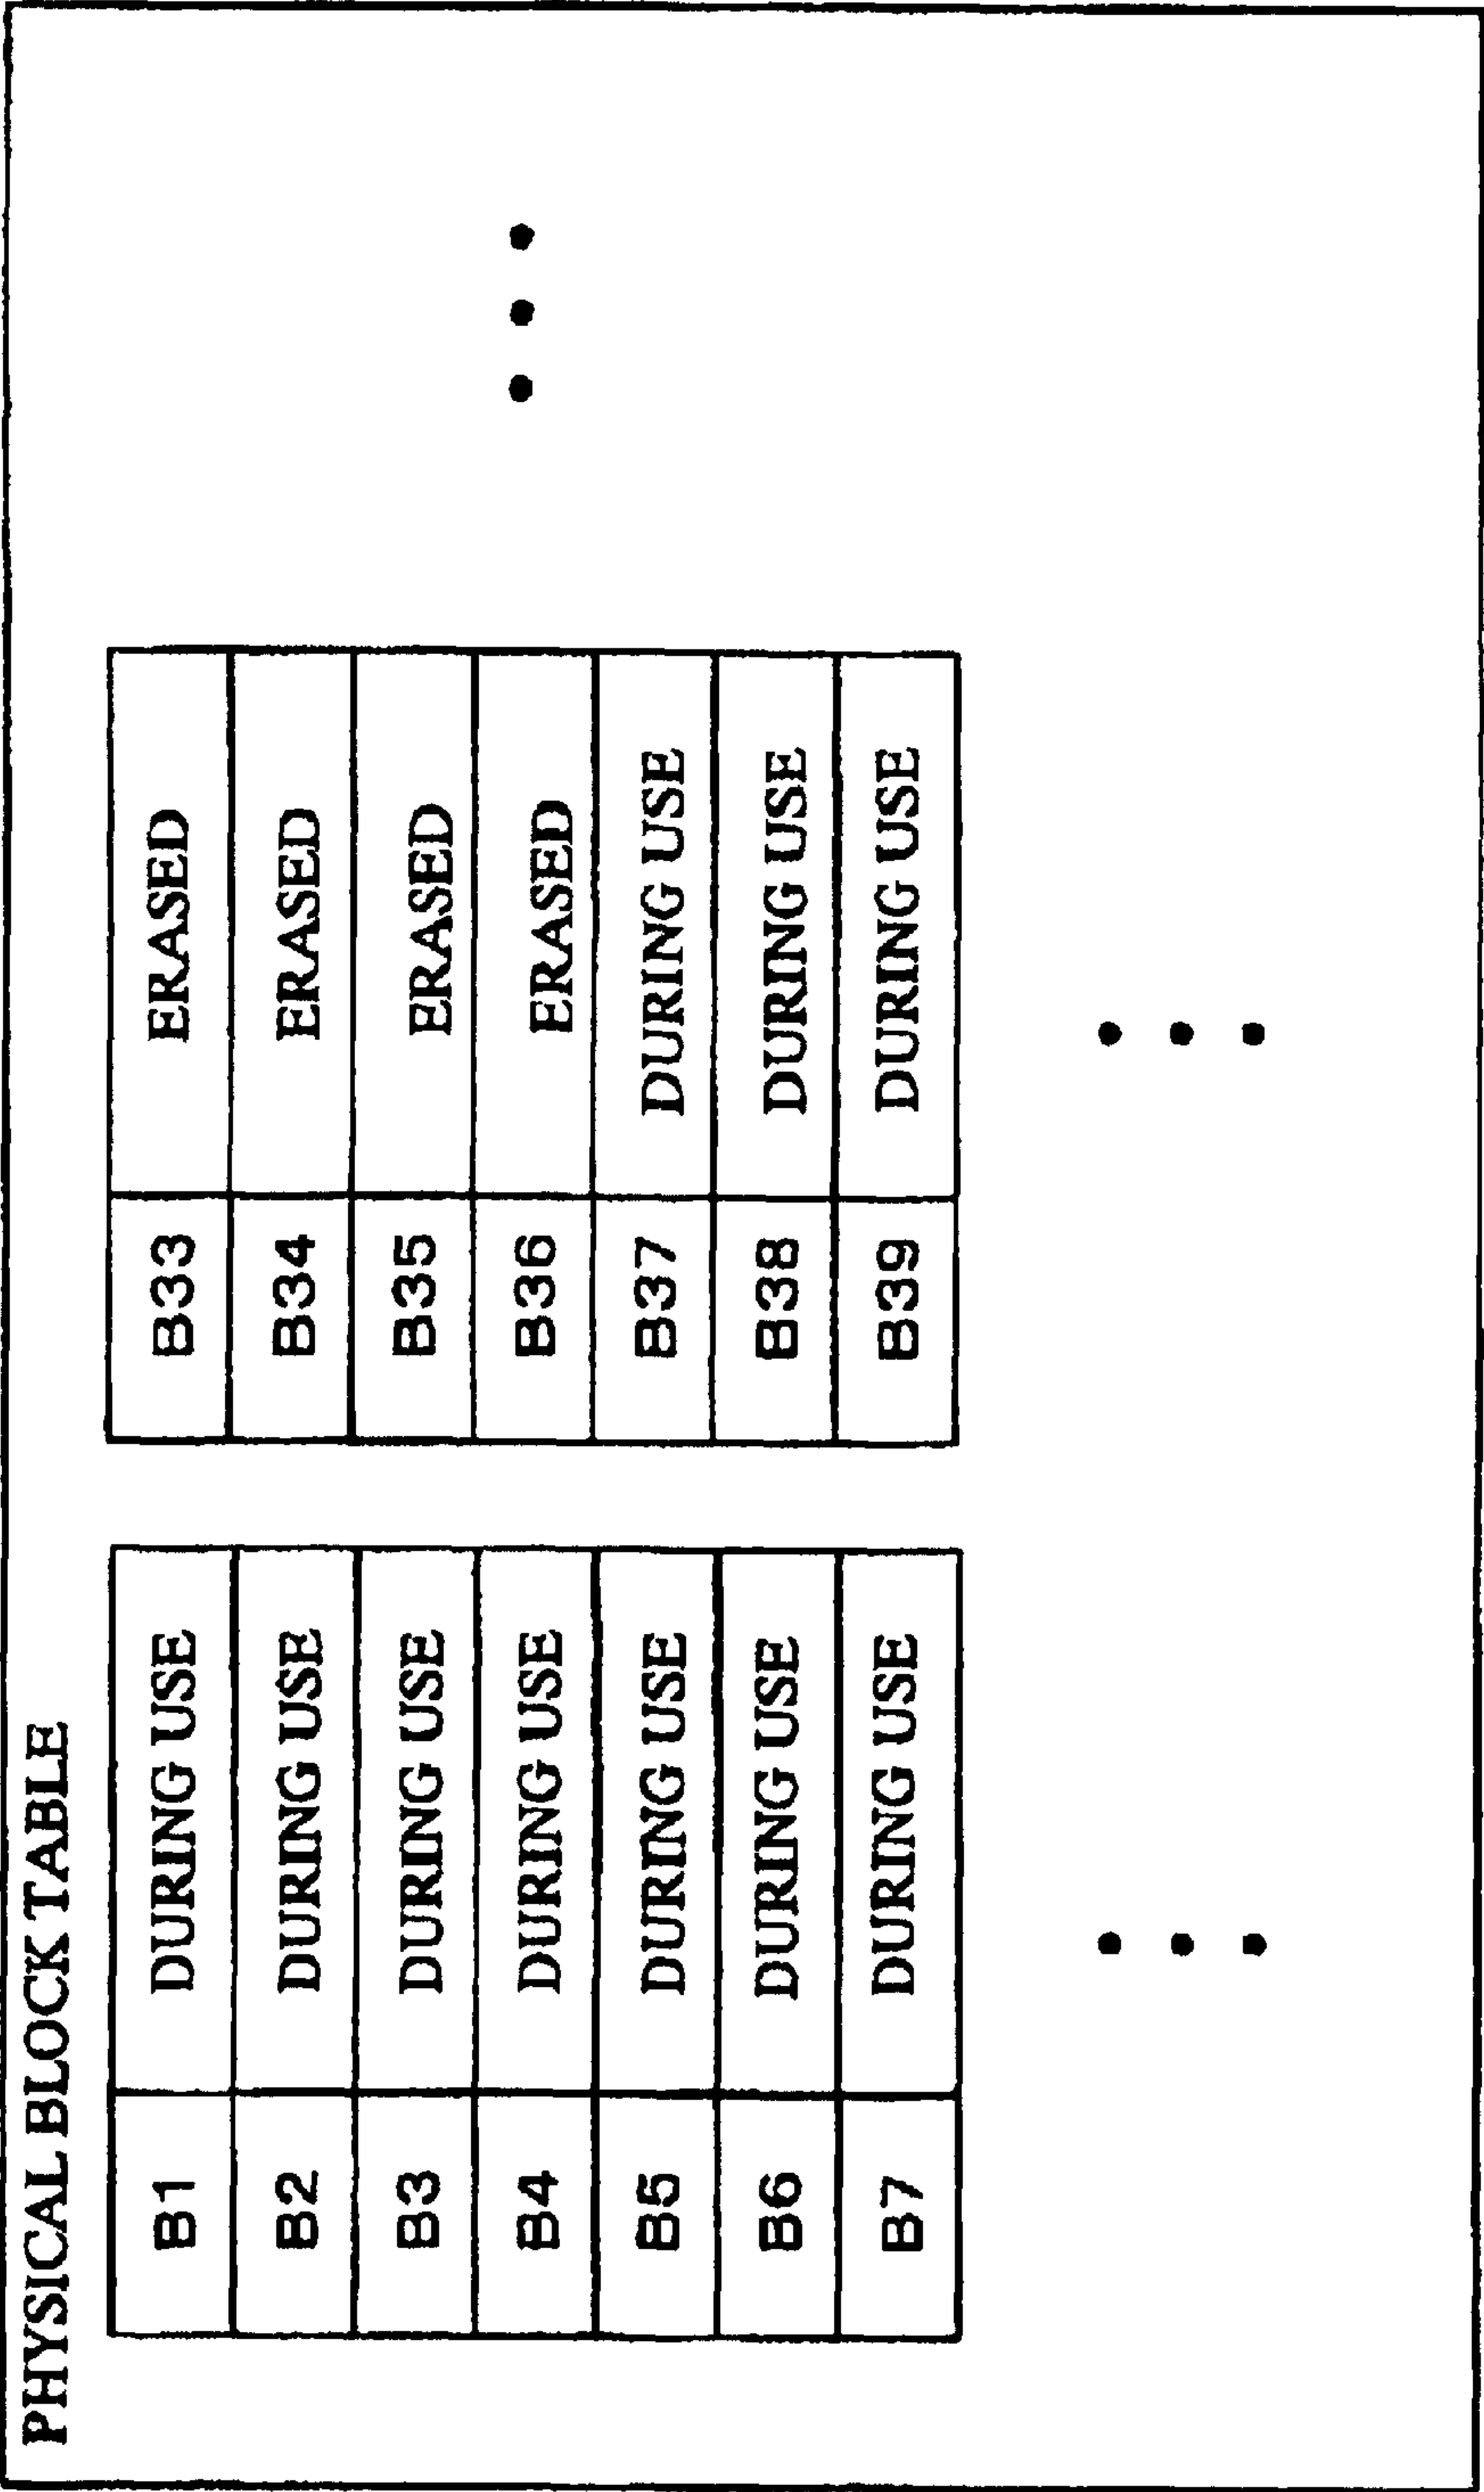 PHYSICAL BLOCK TABLE
B1 DURING USE
B2 DURING USE
B3 DURING USE
B4 DURING USE
B5 DURING USE
B6 DURING USE
B7 DURING USE
B33 ERASED
B34 ERASED
B35 ERASED
B36 ERASED
B37 DURING USE
B38 DURING USE
B39 DURING USE